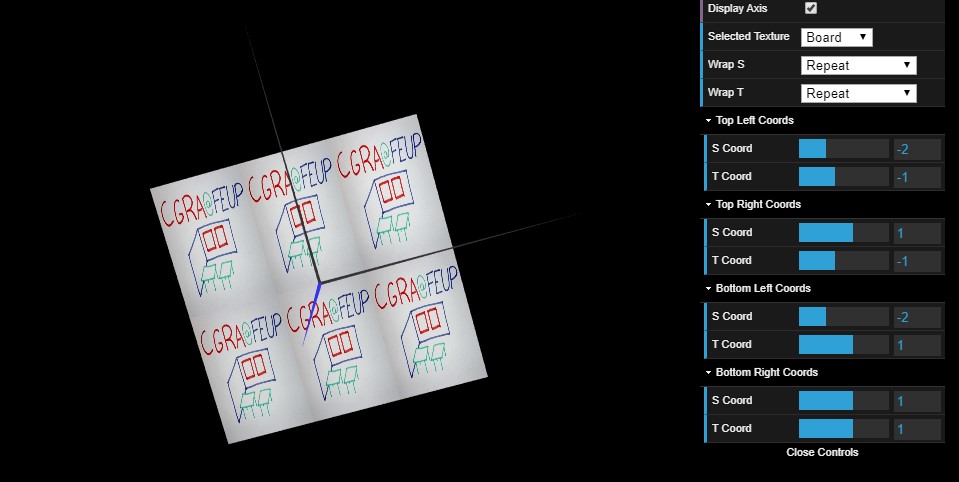 Display Axis
Selected Texture Board
Wrap S Repeat
Wrap T Repeat
Top Left Coords
S Coord -2
T Coord -1
Top Right Coords
S Coord 1
T Coord -1
Bottom Left Coords
S Coord -2
T Coord 1
Bottom Right Coords
S Coord 1
T Coord 1
Close Controls
CGRA@FEUP CGRA@FEUP CGRA@FEUP
CGRA@FEUP CGRA@FEUP CGRA@FEUP